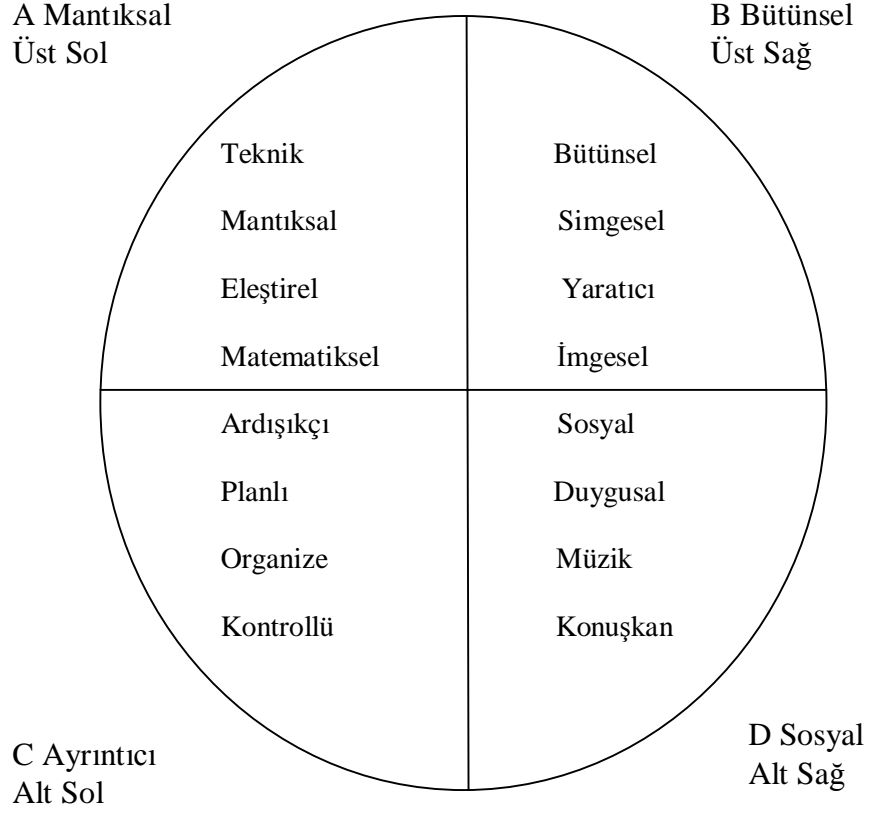 A Mantıksal
Üst Sol
B Bütünsel
Üst Sağ
Teknik
Mantıksal
Eleştirel
Matematiksel
Bütünsel
Simgesel
Yaratıcı
İmgesel
Ardışıkçı
Planlı
Organize
Kontrollü
Sosyal
Duygusal
Müzik
Konuşkan
C Ayrıntıcı
Alt Sol
D Sosyal
Alt Sağ